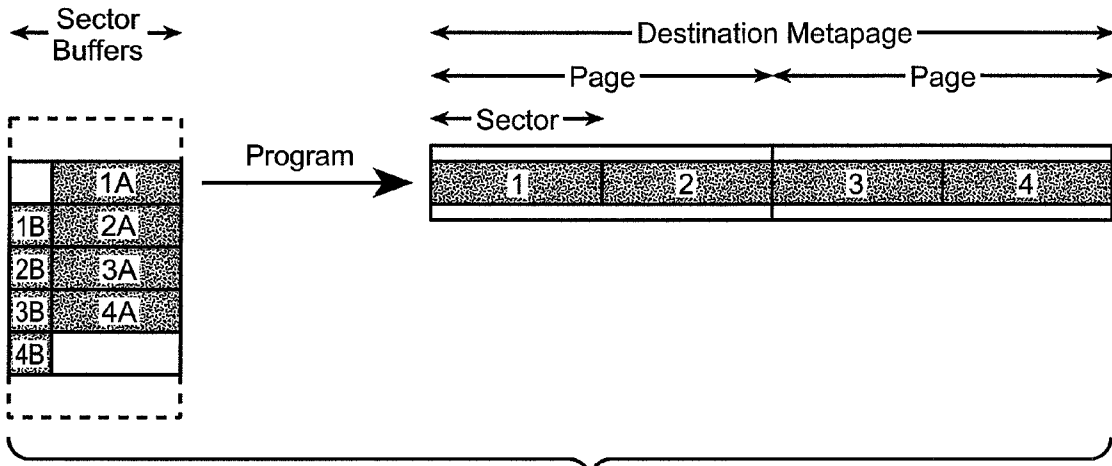 Sector
Buffers
Destination Metapage
Page Page
Sector
Program
1A
1B 2A
2B 3A
3B 4A
4B
1 2 3 4